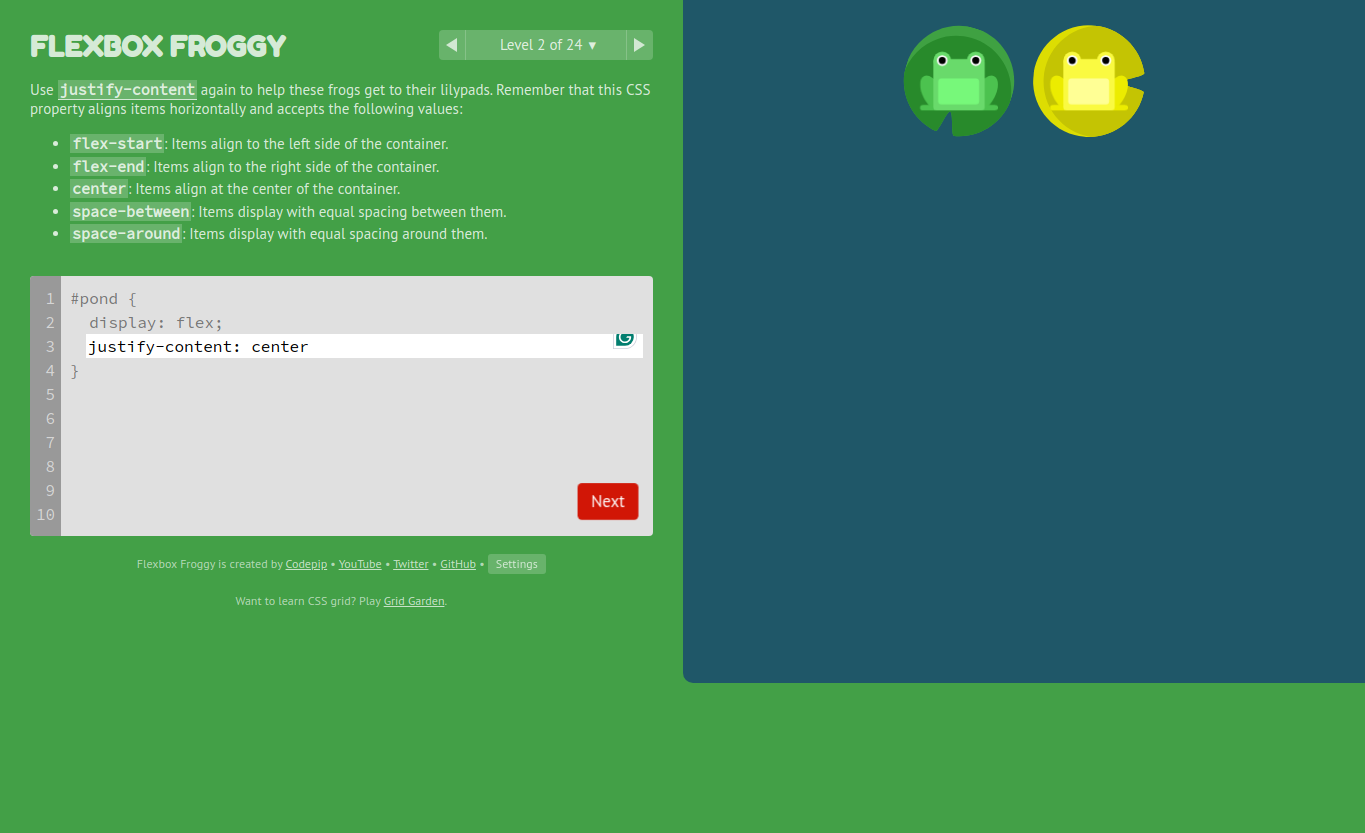 FLEXBOX FROGGY
Level 2 of 24 ▼
Use justify-content again to help these frogs get to their lilypads. Remember that this CSS
property aligns items horizontally and accepts the following values:
• flex-start: Items align to the left side of the container.
• flex-end: Items align to the right side of the container.
• center: Items align at the center of the container.
• space-between: Items display with equal spacing between them.
• space-around: Items display with equal spacing around them.
1 #pond {
2 display: flex;
3 justify-content: center
4 }
5
6
7
8
9
10
Next
Flexbox Froggy is created by Codepip • YouTube • Twitter • GitHub • Settings
Want to learn CSS grid? Play Grid Garden.